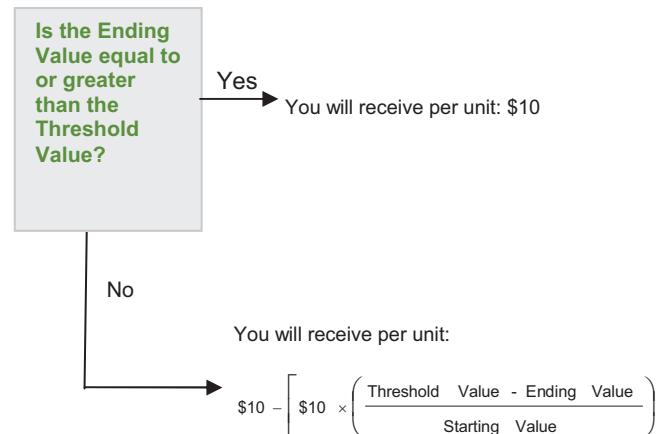 Is the Ending
Value equal to
or greater
than the
Threshold
Value?
Yes
You will receive per unit: $10
No
You will receive per unit:
$10 − [ $10 × ( Threshold Value - Ending Value
Starting Value )